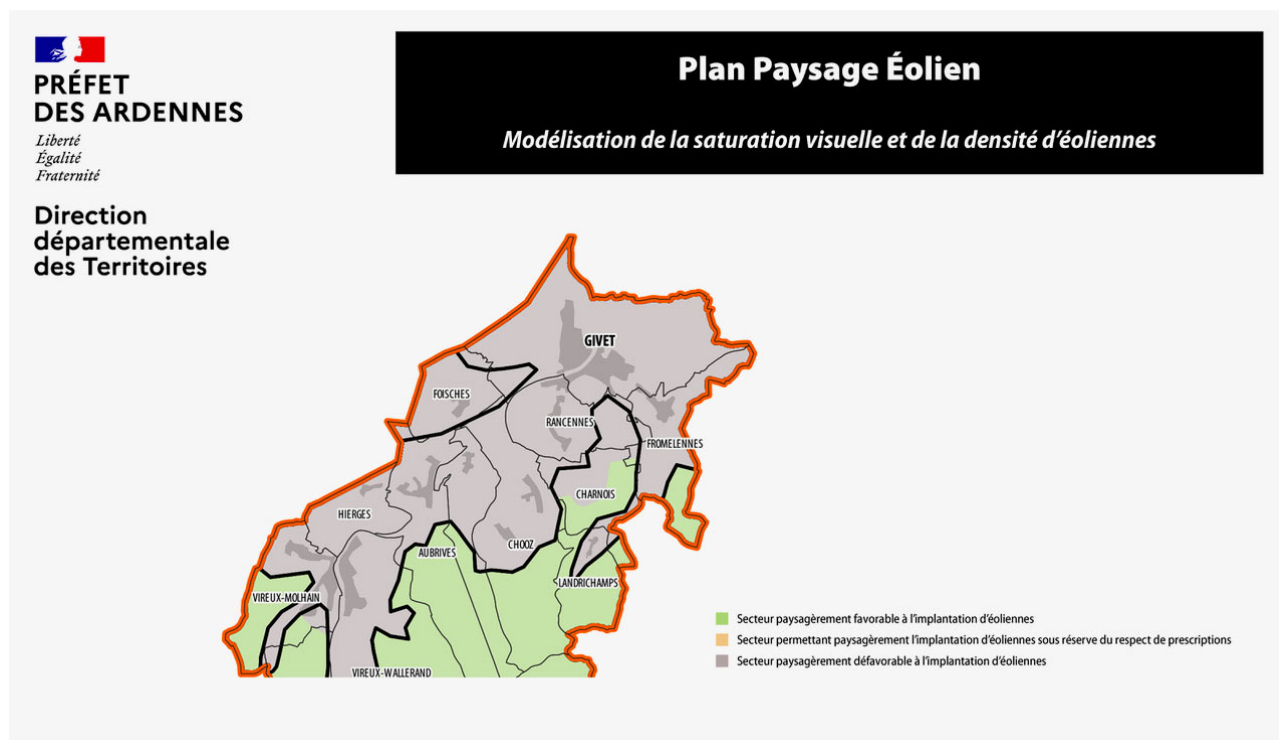 PRÉFET
DES ARDENNES
Liberté
Égalité
Fraternité
Direction
départementale
des Territoires
Plan Paysage Éolien
Modélisation de la saturation visuelle et de la densité d'éoliennes
GIVET
FOISCHES
RANCENNES
FROMELENNES
CHARNOIS
HIERGES
CHOOZ
AUBRIVES
LANDRICHAMPS
VIREUX-MOLHAIN
VIREUX-WALLERAND
Secteur paysagèrement favorable à l'implantation d'éoliennes
Secteur permettant paysagèrement l'implantation d'éoliennes sous réserve du respect de prescriptions
Secteur paysagèrement défavorable à l'implantation d'éoliennes